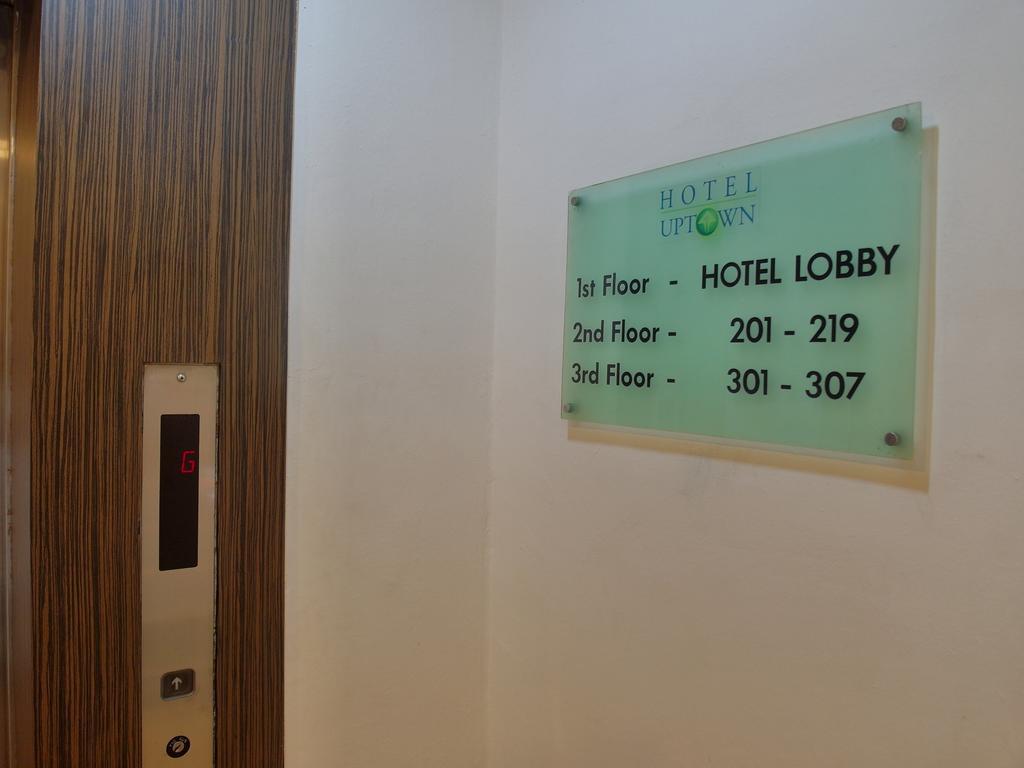 HOTEL
UPTOWN
1st Floor - HOTEL LOBBY
2nd Floor - 201 - 219
3rd Floor - 301 - 307
G